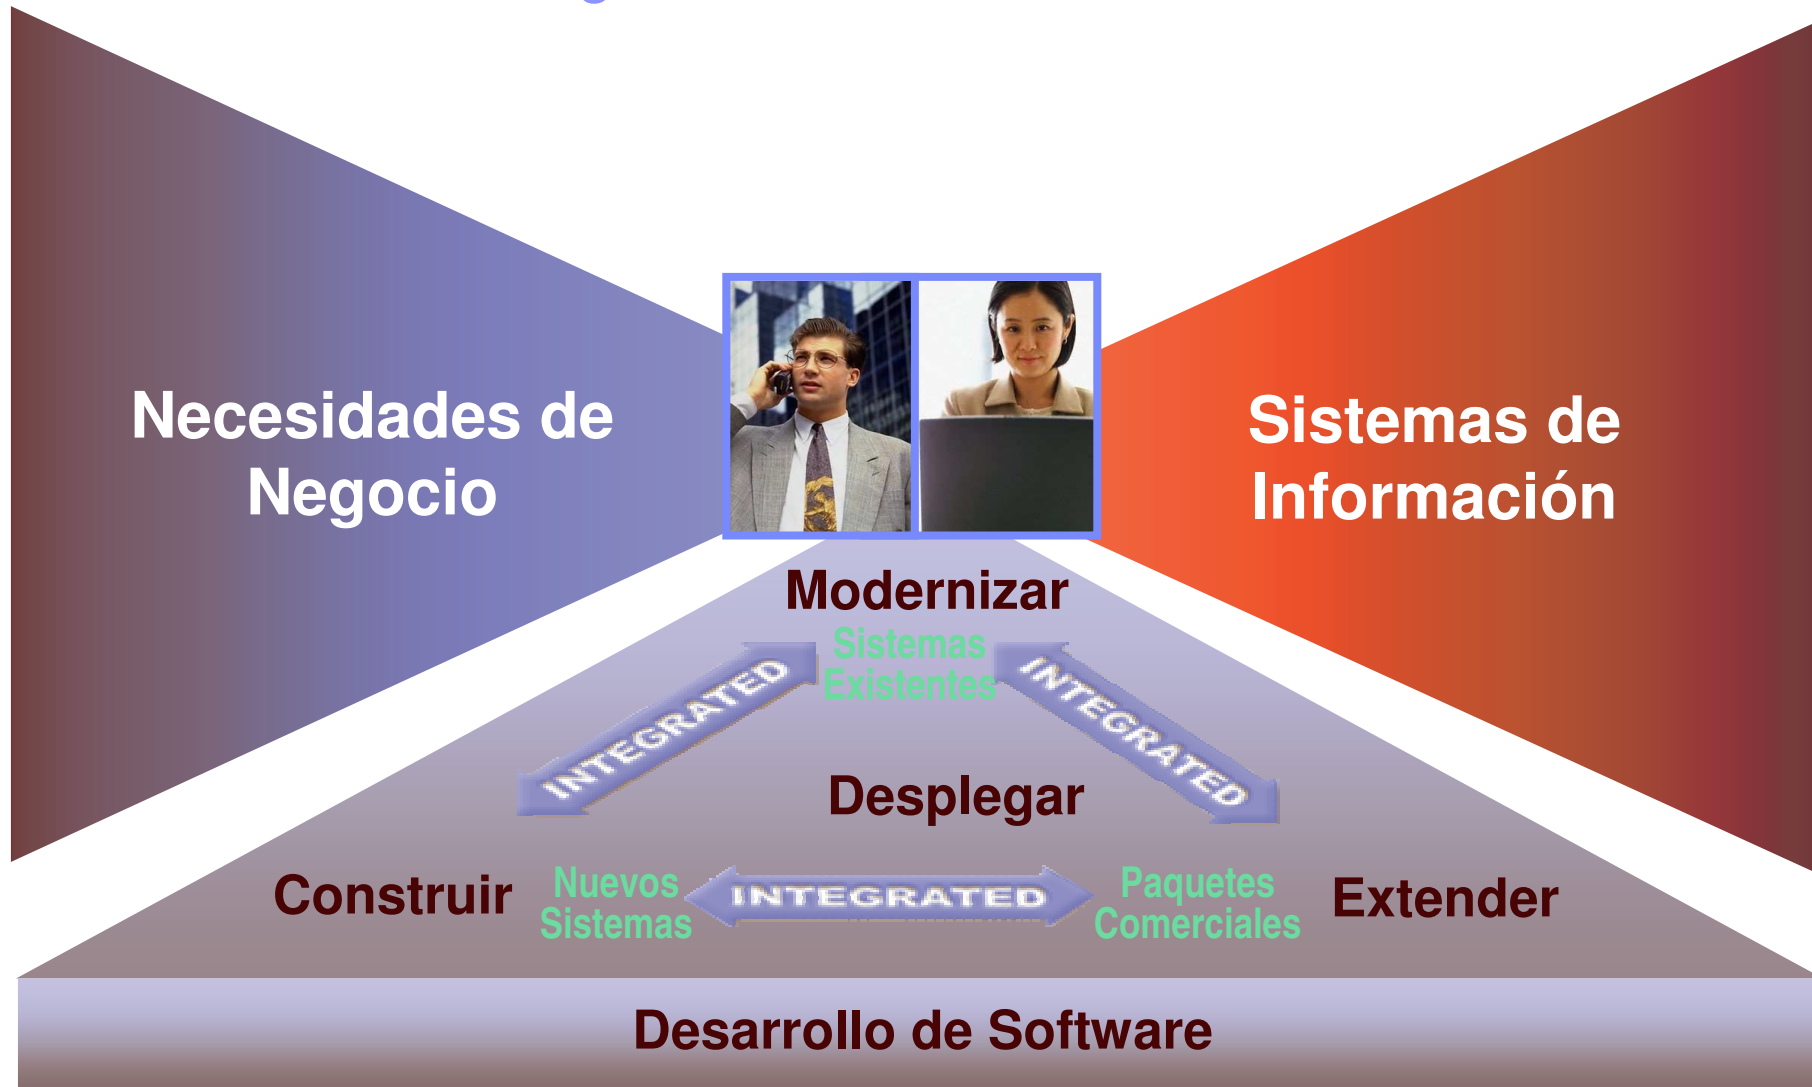 Necesidades de
Negocio
Sistemas de
Información
Modernizar
Sistemas
Existentes
INTEGRATED
INTEGRATED
Desplegar
Construir
Nuevos
Sistemas
INTEGRATED
Paquetes
Comerciales
Extender
Desarrollo de Software